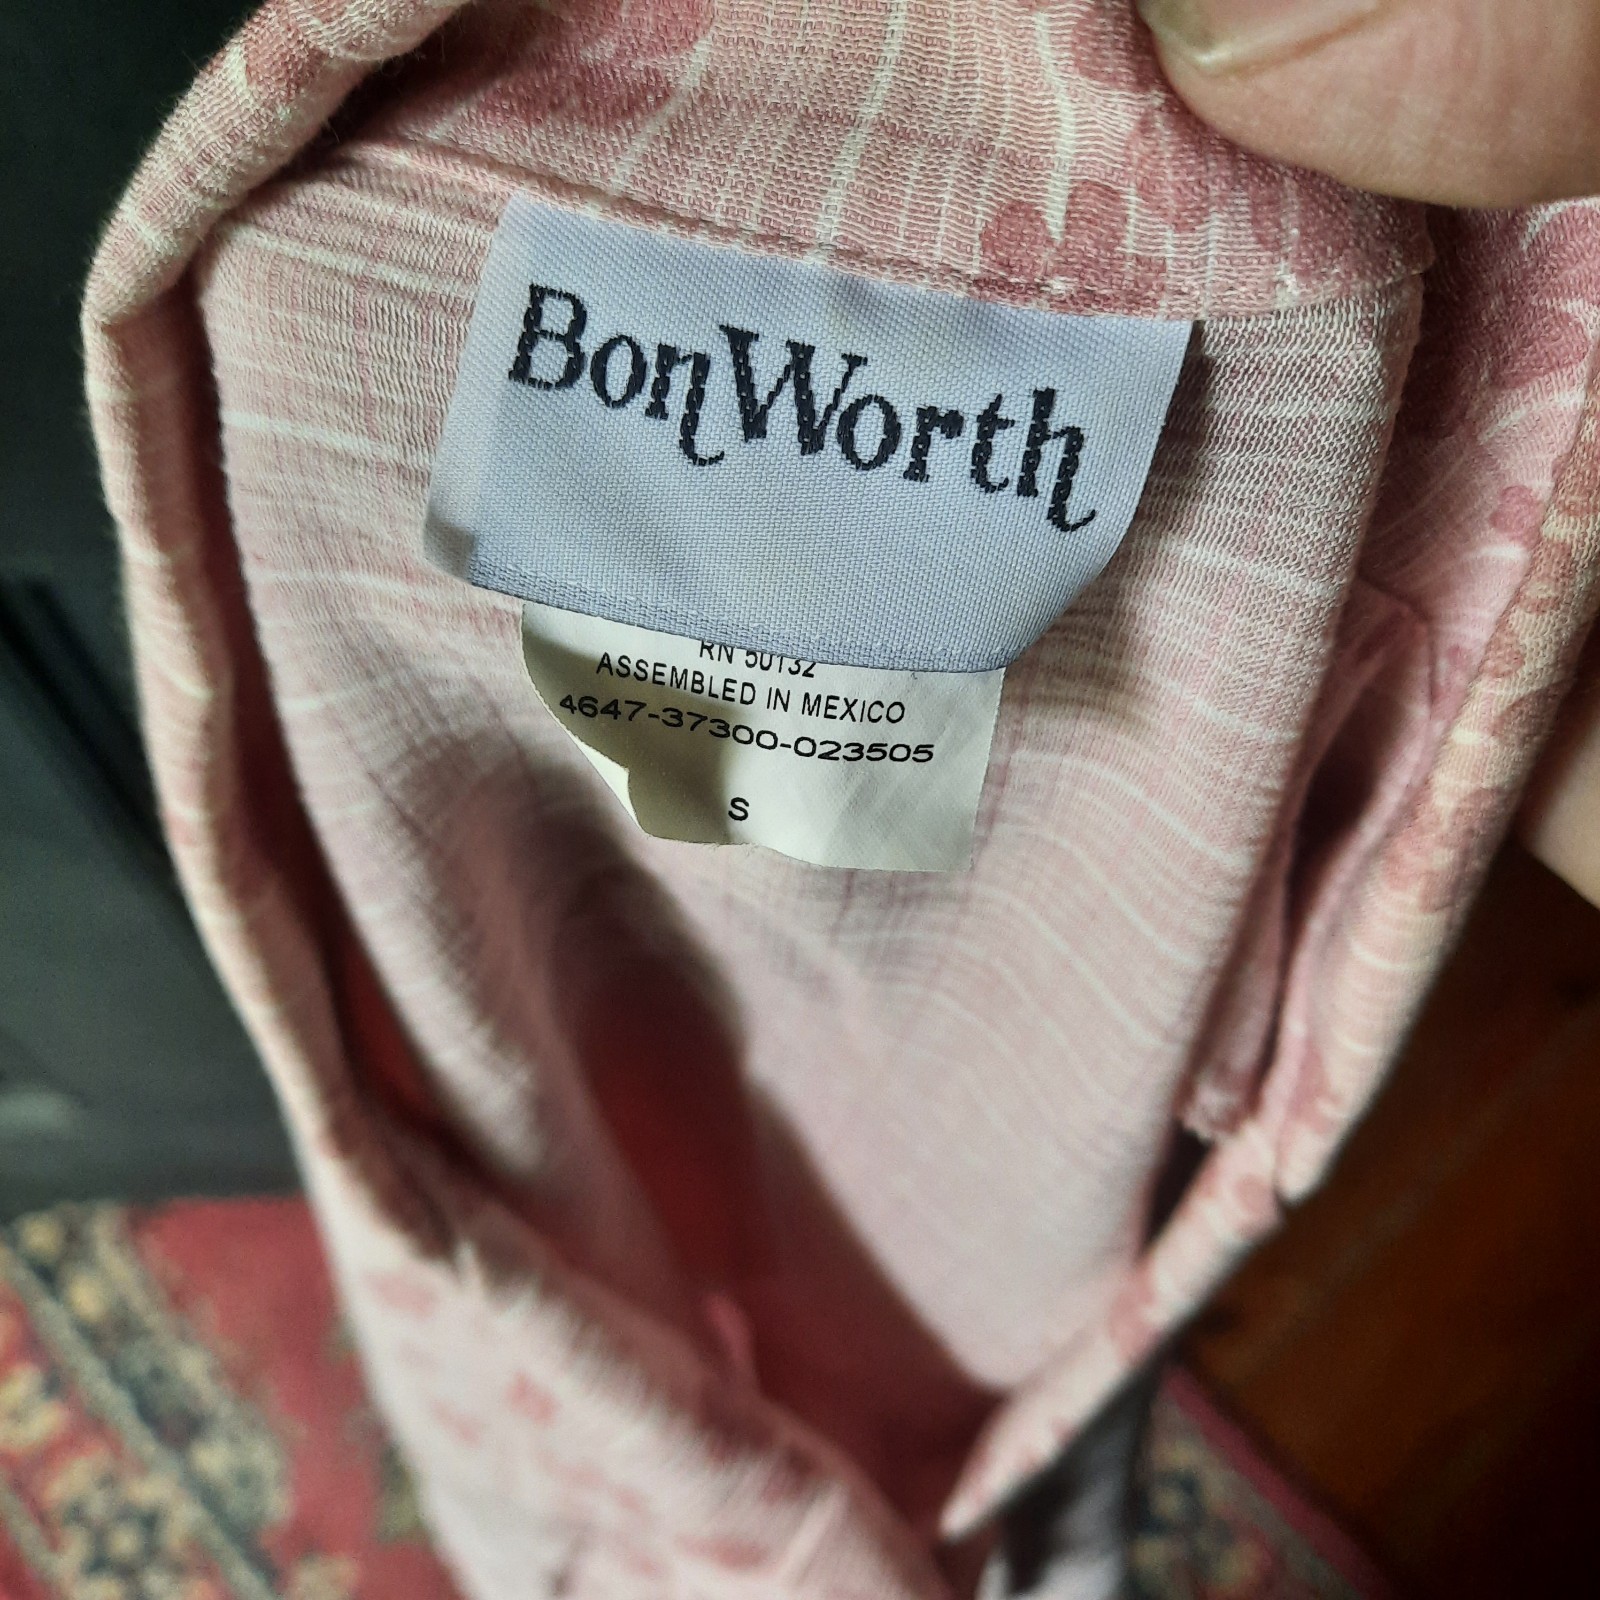 BonWorth
RN 50132
ASSEMBLED IN MEXICO
4647-37300-023505
S